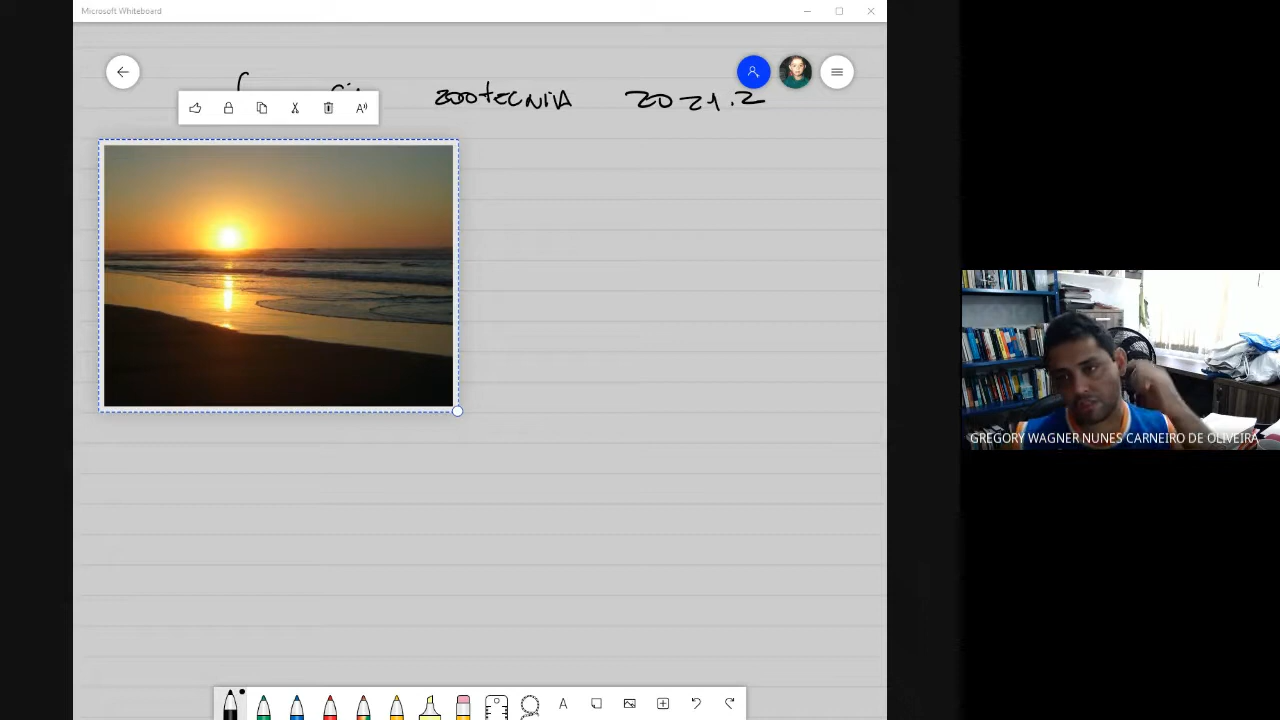 Microsoft Whiteboard
zootecnia 2021.2
GREGORY WAGNER NUNES CARNEIRO DE OLIVEIRA